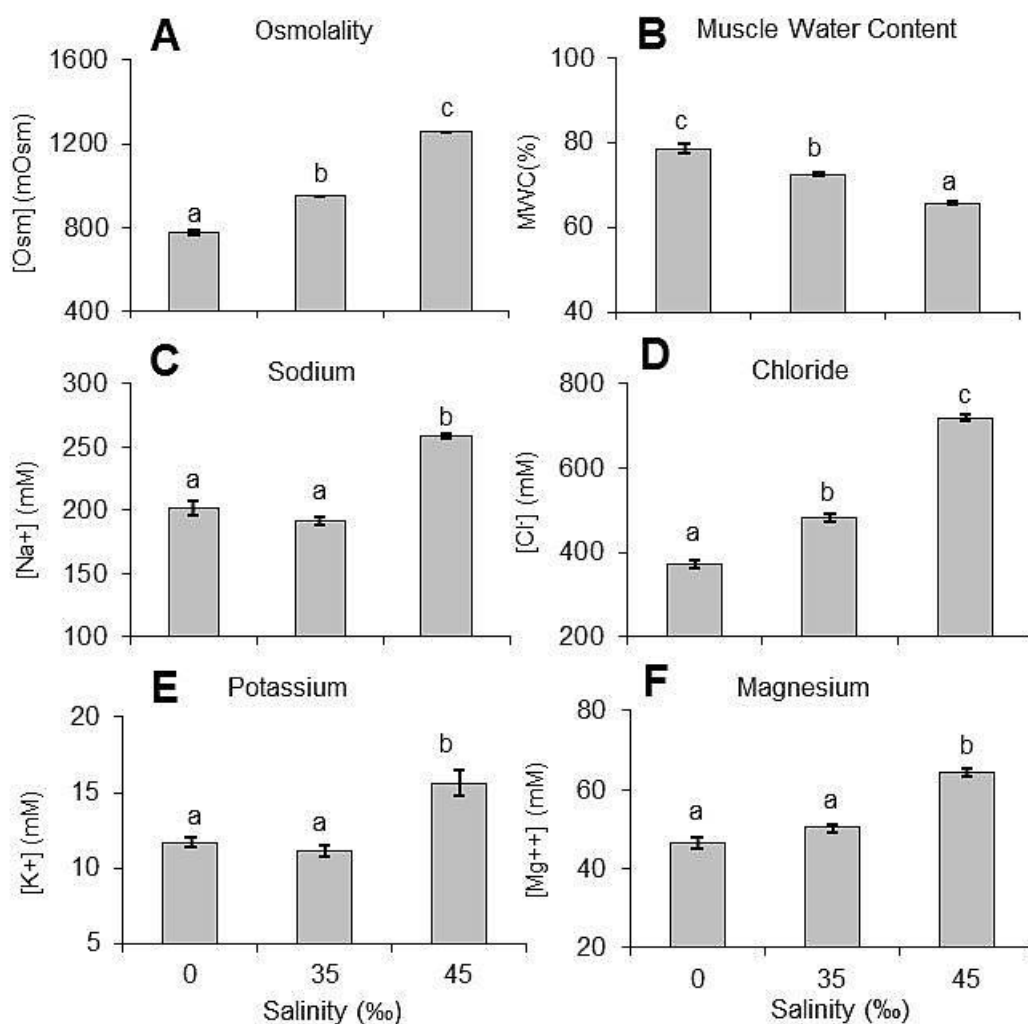 A Osmolality
1600
1200
800
400
[Osm] (mOsm)
a
b
c
B Muscle Water Content
100
80
60
40
MWC(%)
c
b
a
C Sodium
300
250
200
150
100
[Na+] (mM)
a
a
b
D Chloride
800
600
400
200
[Cl-] (mM)
a
b
c
E Potassium
20
15
10
5
[K+] (mM)
a
a
b
0 35 45
Salinity (‰)
F Magnesium
80
60
40
20
[Mg++] (mM)
a
a
b
0 35 45
Salinity (‰)